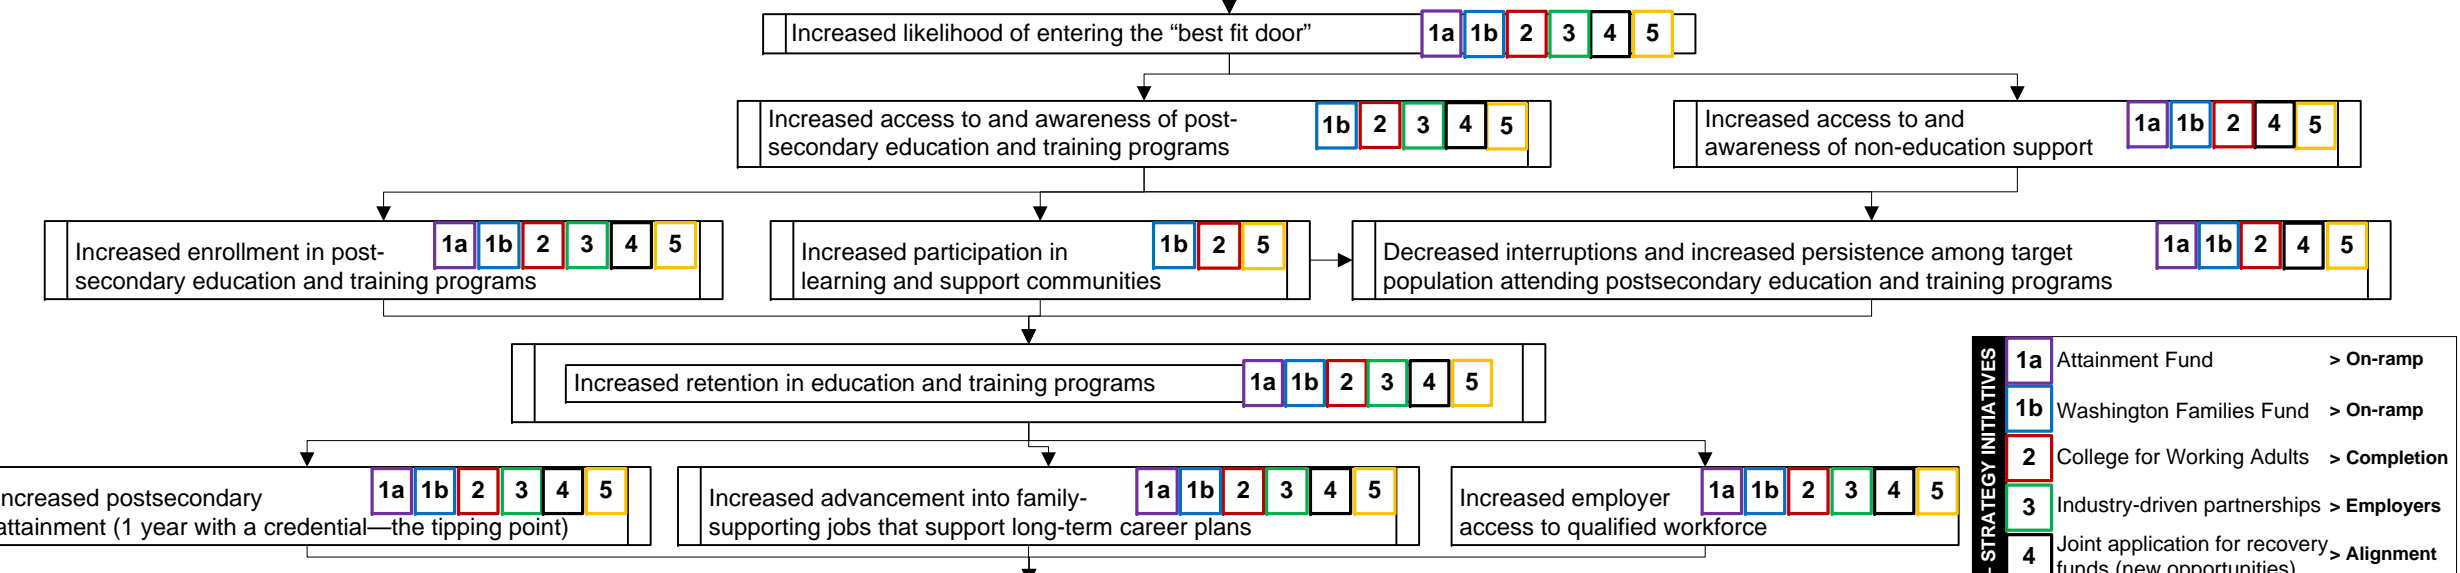 Increased likelihood of entering the “best fit door” 1a 1b 2 3 4 5
Increased access to and awareness of post-
secondary education and training programs
1b 2 3 4 5
Increased access to and
awareness of non-education support
1a 1b 2 4 5
Increased enrollment in post-
secondary education and training programs
1a 1b 2 3 4 5
Increased participation in
learning and support communities
1b 2 5
Decreased interruptions and increased persistence among target
population attending postsecondary education and training programs
1a 1b 2 4 5
Increased retention in education and training programs 1a 1b 2 3 4 5
Increased postsecondary
attainment (1 year with a credential—the tipping point)
1a 1b 2 3 4 5
Increased advancement into family-
supporting jobs that support long-term career plans
1a 1b 2 3 4 5
Increased employer
access to qualified workforce
1a 1b 2 3 4 5
STRATEGY INITIATIVES
1a Attainment Fund > On-ramp
1b Washington Families Fund > On-ramp
2 College for Working Adults > Completion
3 Industry-driven partnerships > Employers
4 Joint application for recovery > Alignment
funds (new opportunities)